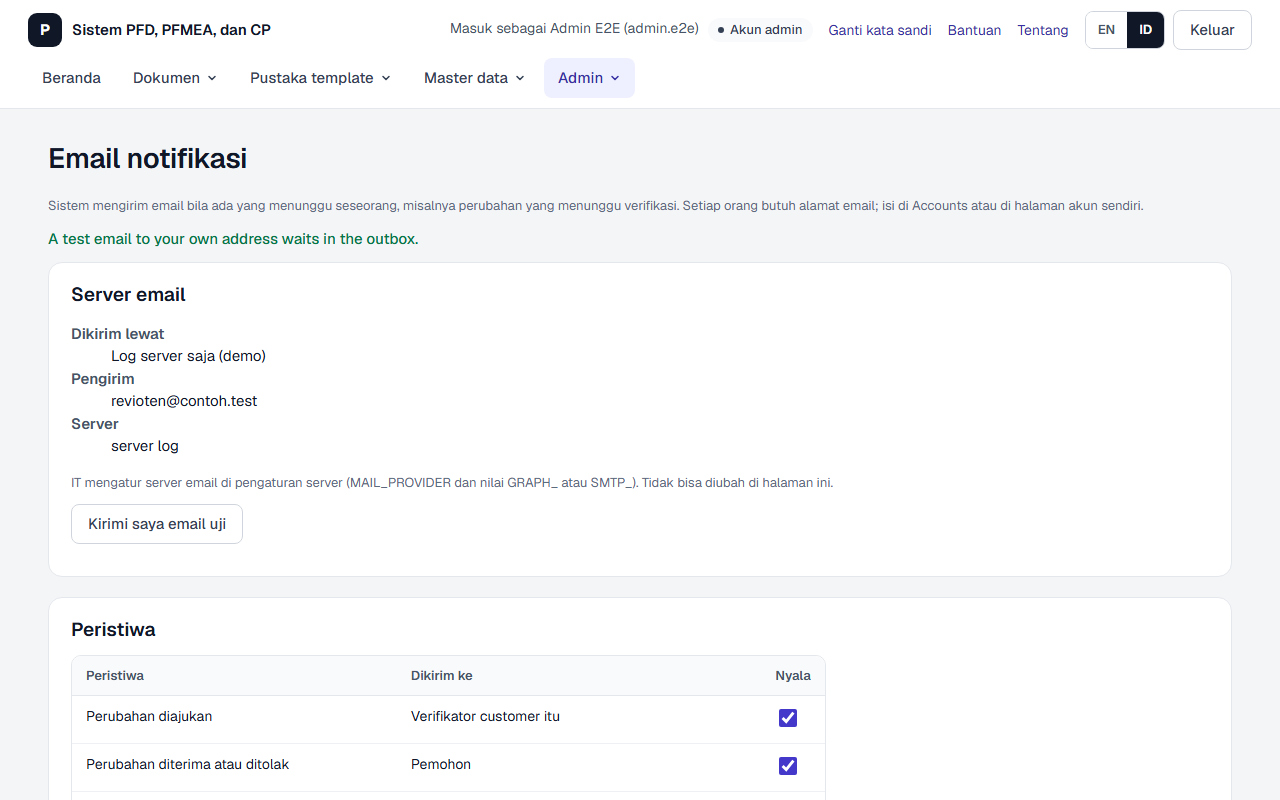 P
Sistem PFD, PFMEA, dan CP
Masuk sebagai Admin E2E (admin.e2e)
Akun admin
Ganti kata sandi
Bantuan
Tentang
EN
ID
Keluar
Beranda
Dokumen
Pustaka template
Master data
Admin
Email notifikasi
Sistem mengirim email bila ada yang menunggu seseorang, misalnya perubahan yang menunggu verifikasi. Setiap orang butuh alamat email; isi di Accounts atau di halaman akun sendiri.
A test email to your own address waits in the outbox.
Server email
Dikirim lewat
Log server saja (demo)
Pengirim
revioten@contoh.test
Server
server log
IT mengatur server email di pengaturan server (MAIL_PROVIDER dan nilai GRAPH_ atau SMTP_). Tidak bisa diubah di halaman ini.
Kirimi saya email uji
Peristiwa
Peristiwa
Dikirim ke
Nyala
Perubahan diajukan
Verifikator customer itu
Perubahan diterima atau ditolak
Pemohon